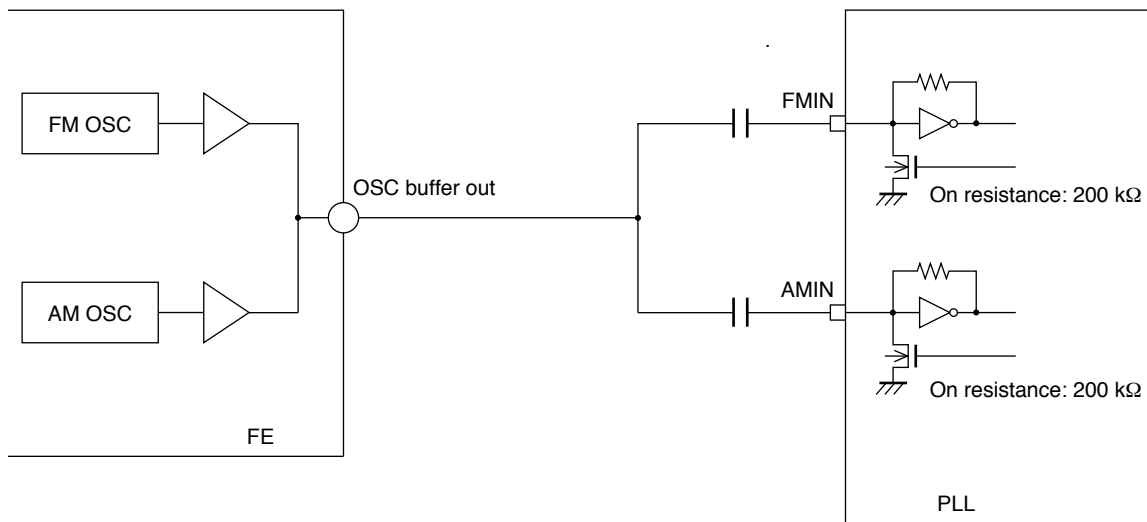 FM OSC
FMIN
OSC buffer out
On resistance: 200 kΩ
AM OSC
AMIN
On resistance: 200 kΩ
FE
PLL